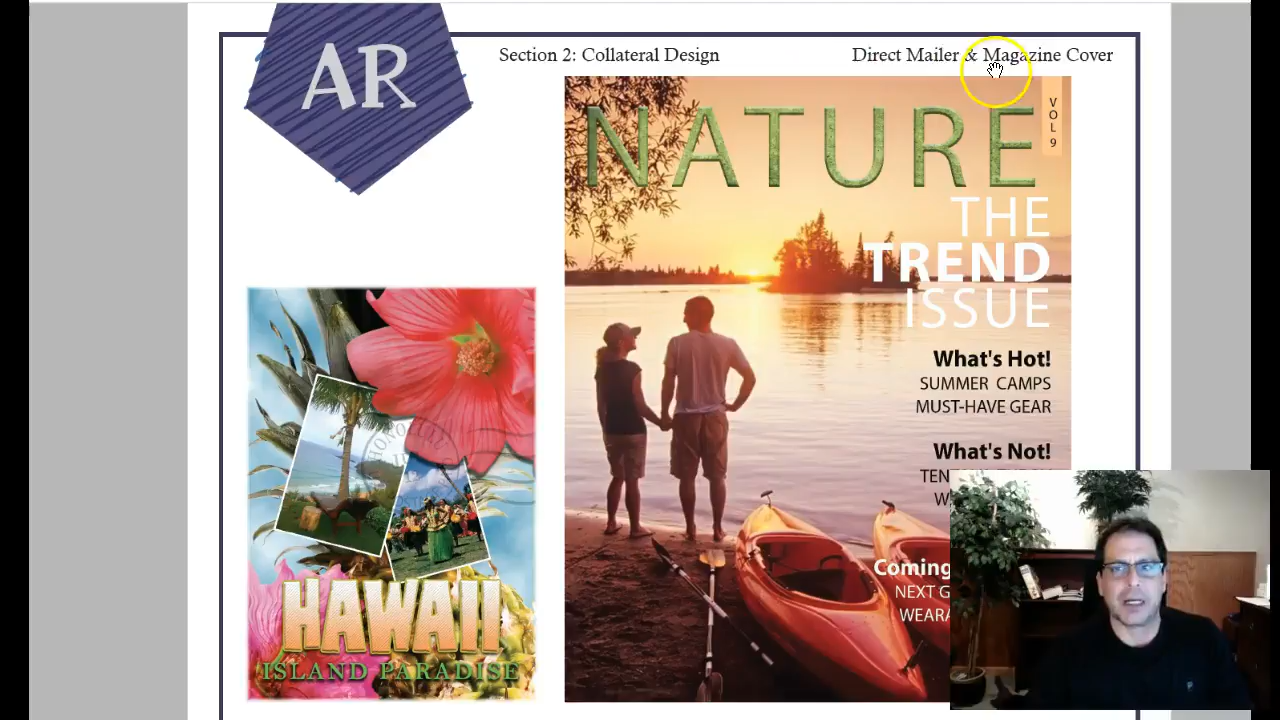 AR
Section 2: Collateral Design
Direct Mailer & Magazine Cover
NATURE
VOL 9
THE
TREND
ISSUE
What's Hot!
SUMMER CAMPS
MUST-HAVE GEAR
What's Not!
Coming
HAWAII
ISLAND PARADISE